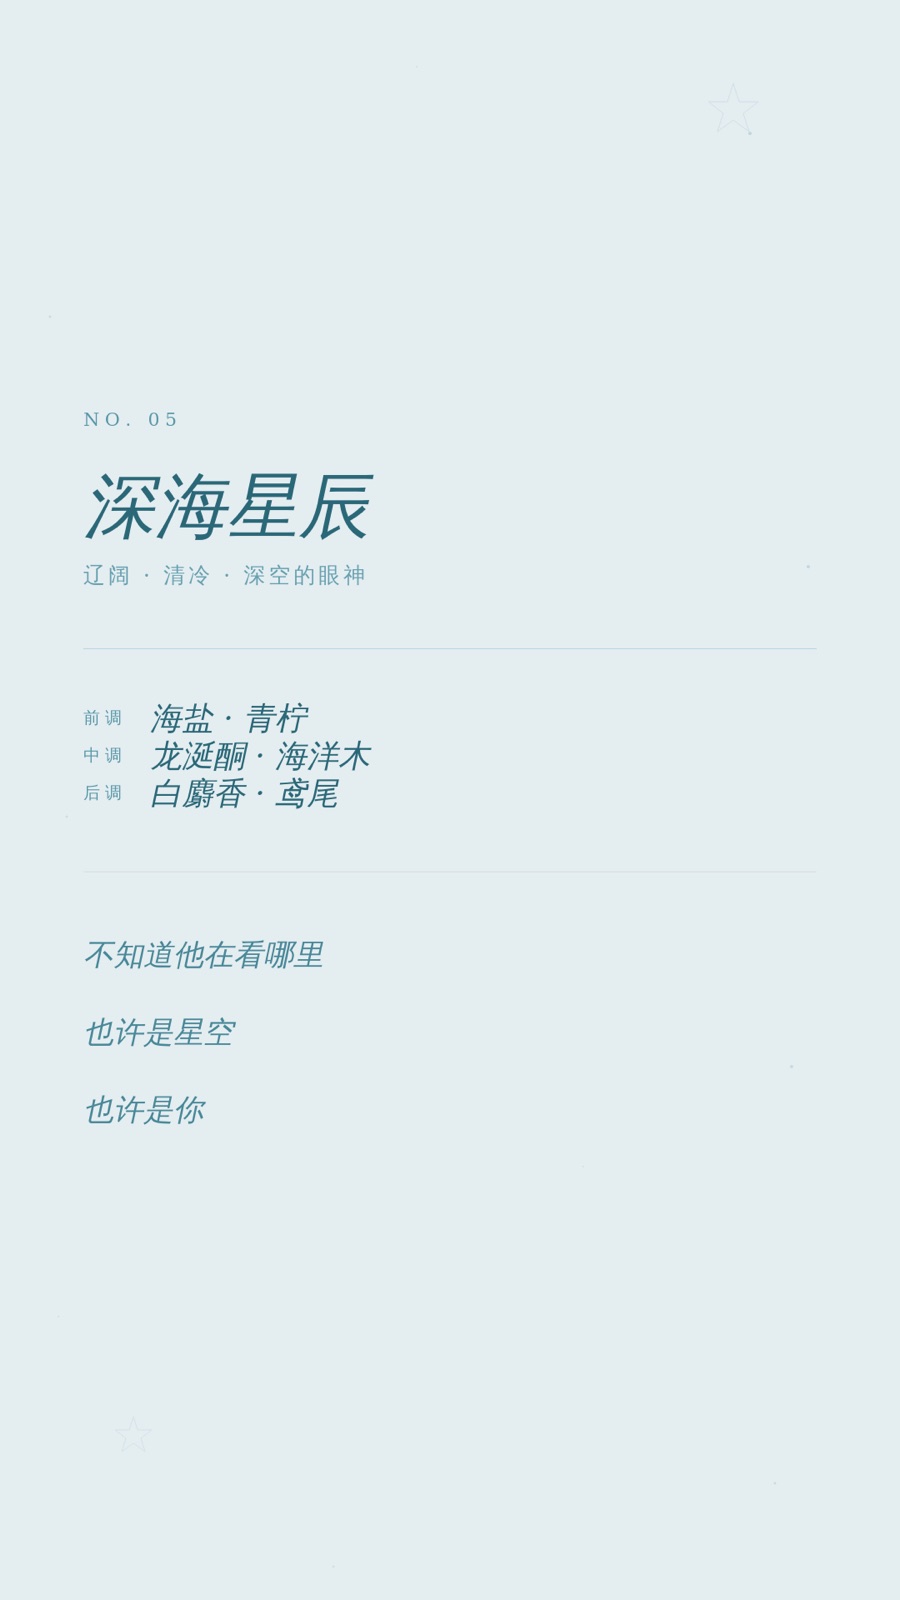 NO. 05
深海星辰
辽阔 · 清冷 · 深空的眼神
前调 海盐 · 青柠
中调 龙涎酮 · 海洋木
后调 白麝香 · 鸢尾
不知道他在看哪里
也许是星空
也许是你